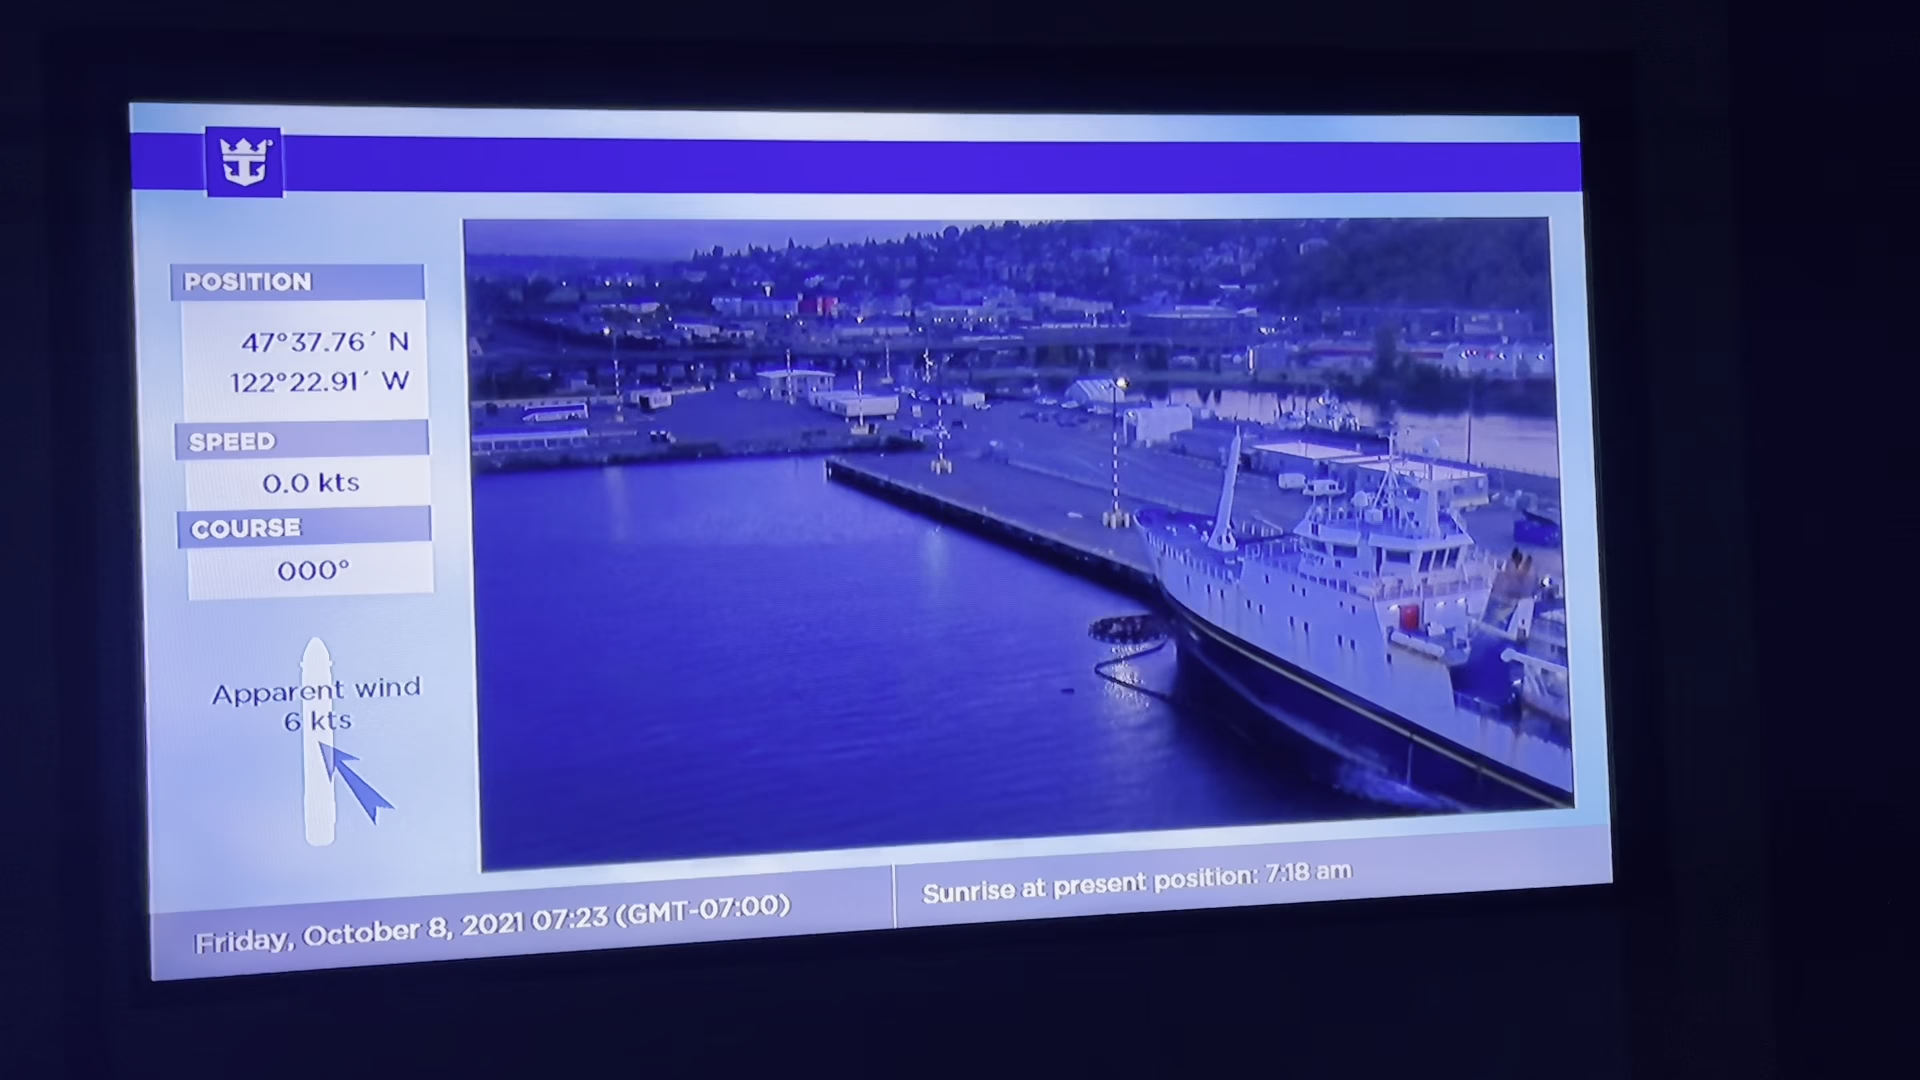 POSITION
47°37.76´ N
122°22.91´ W
SPEED
0.0 kts
COURSE
000°
Apparent wind
6 kts
Friday, October 8, 2021 07:23 (GMT-07:00)
Sunrise at present position: 7:18 am